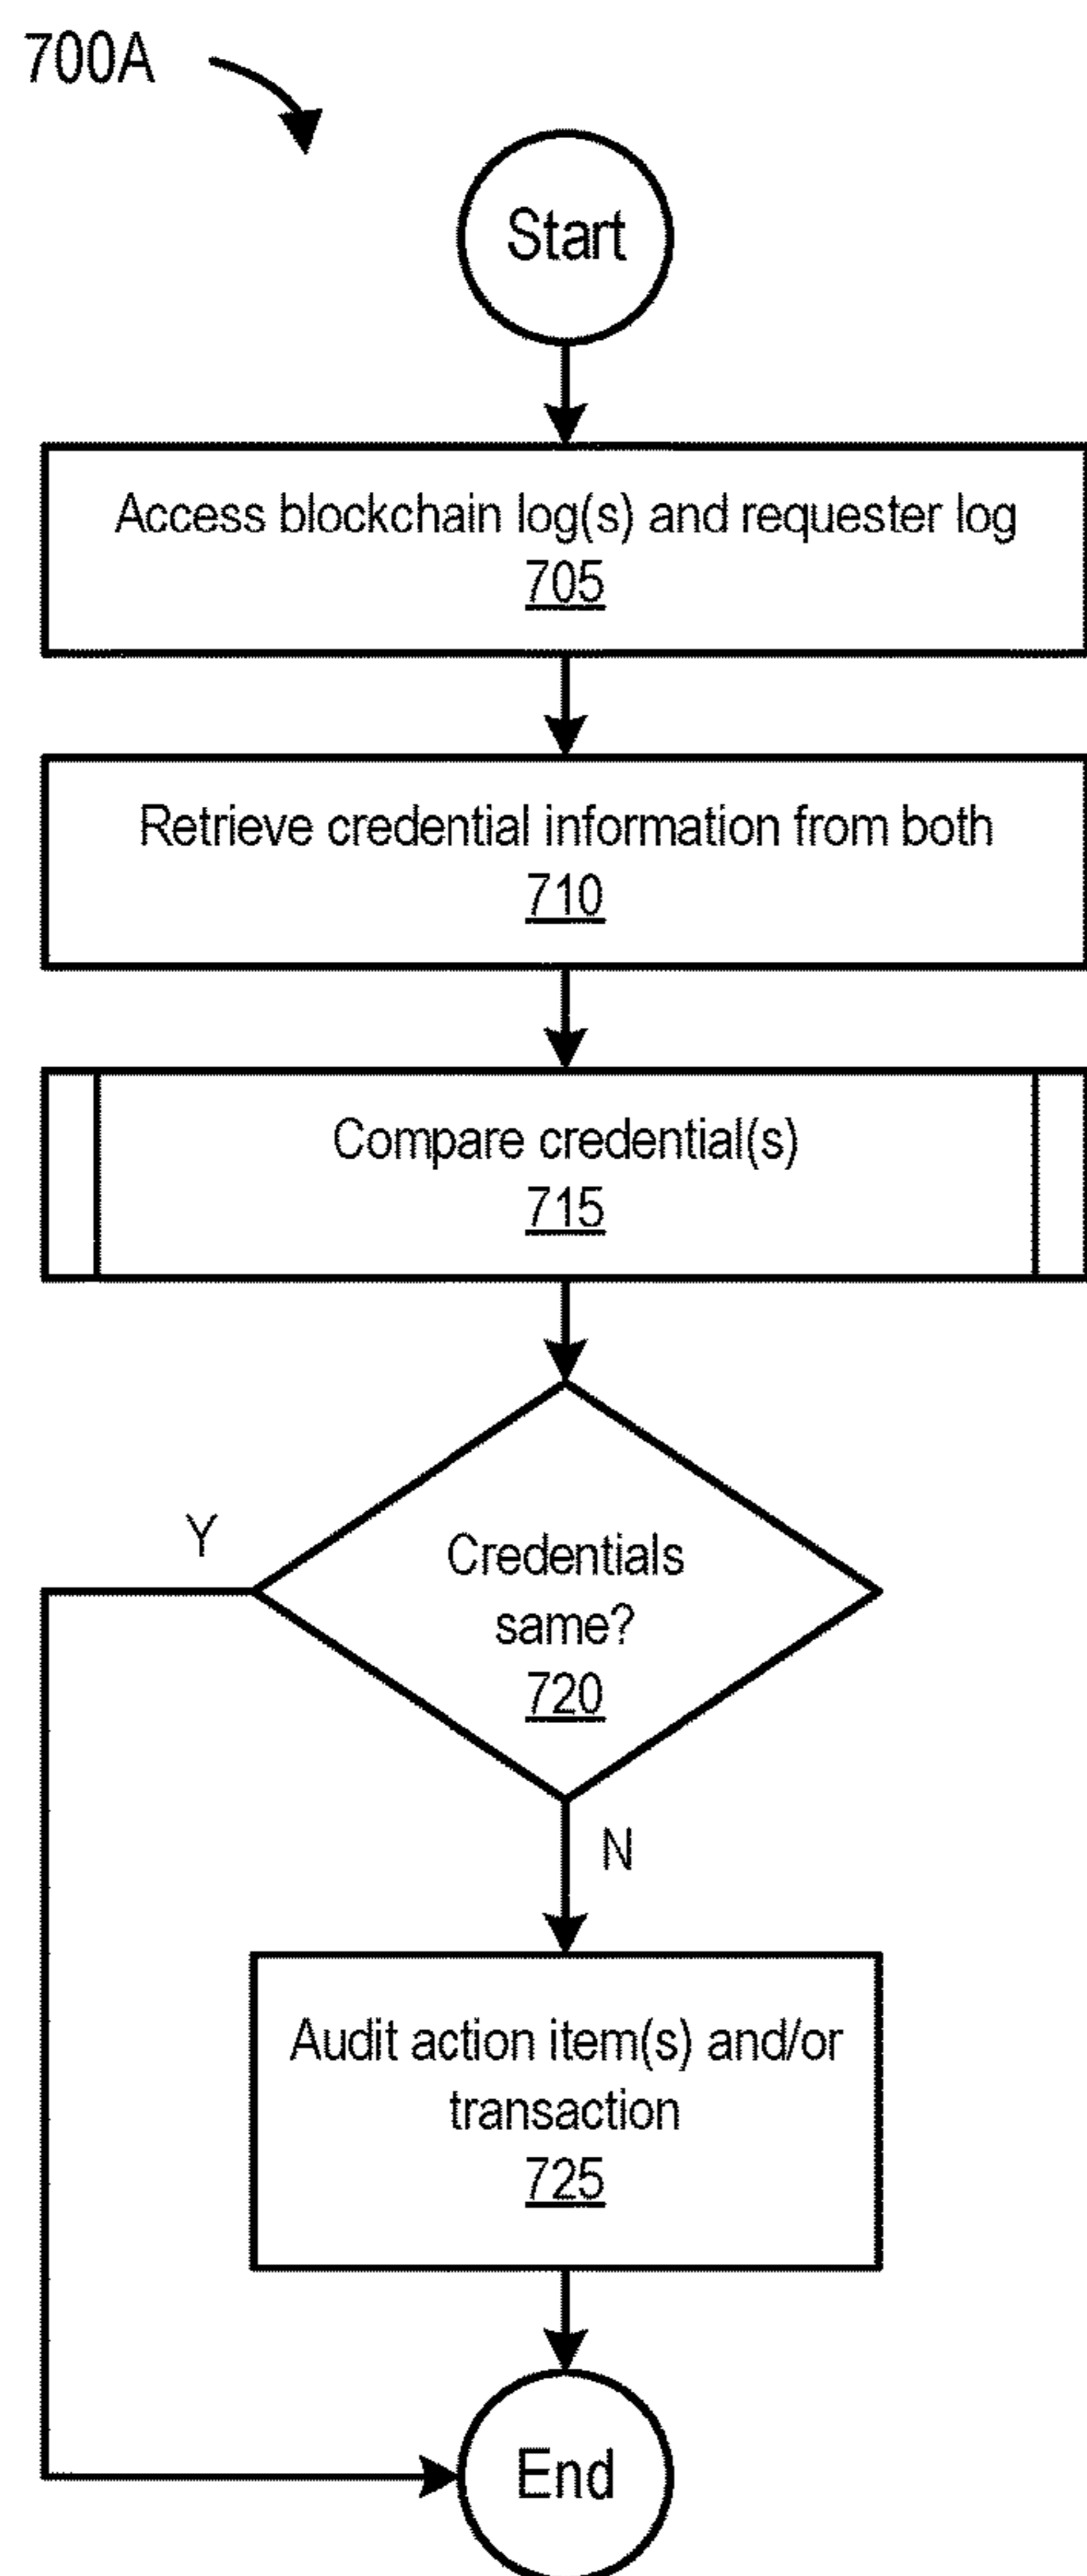 700A
Start
Access blockchain log(s) and requester log
705
Retrieve credential information from both
710
Compare credential(s)
715
Y
Credentials
same?
720
N
Audit action item(s) and/or
transaction
725
End